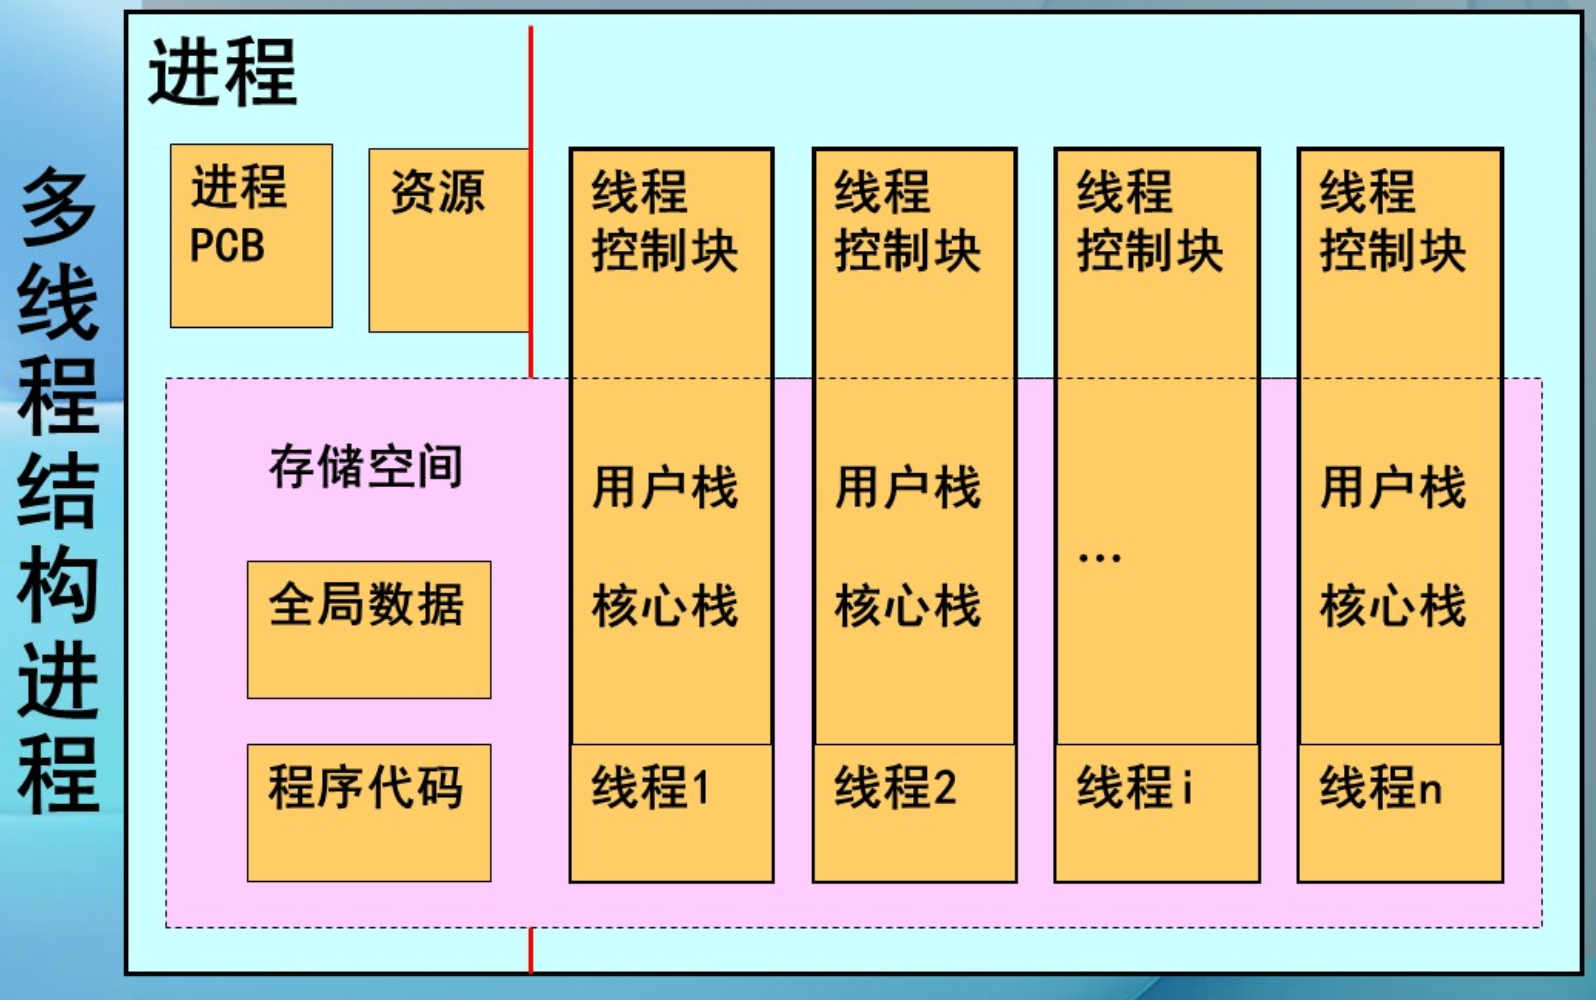 多线程结构进程
进程
进程
PCB
资源
线程
控制块
线程
控制块
线程
控制块
线程
控制块
存储空间
全局数据
程序代码
用户栈
核心栈
线程1
用户栈
核心栈
线程2
...
线程i
用户栈
核心栈
线程n